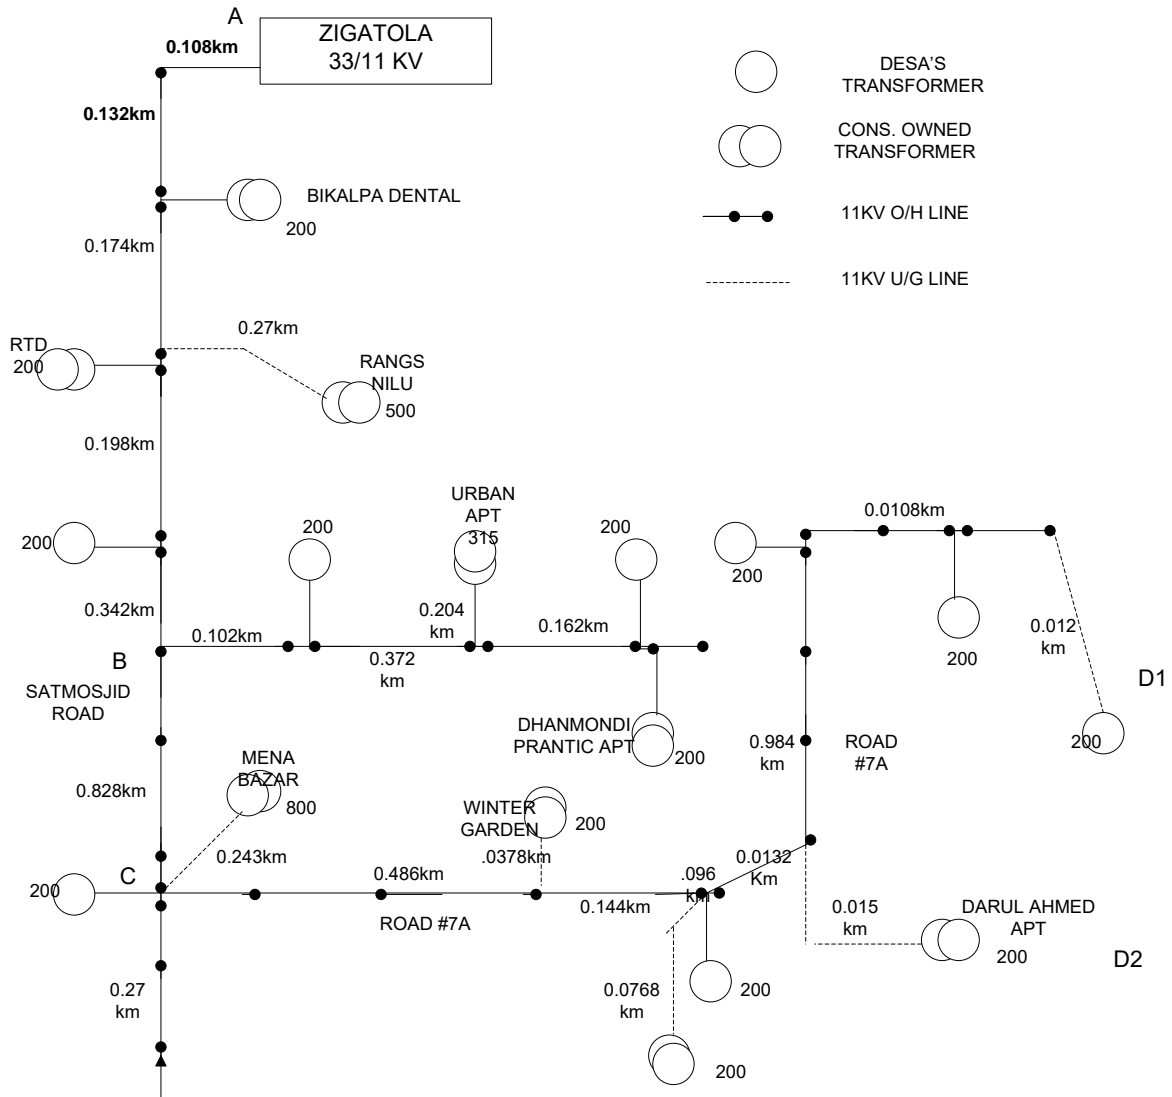 A
ZIGATOLA
33/11 KV
0.108km
0.132km
DESA'S
TRANSFORMER
CONS. OWNED
TRANSFORMER
11KV O/H LINE
11KV U/G LINE
BIKALPA DENTAL
200
0.174km
0.27km
RTD
200
RANGS
NILU
500
0.198km
200
200
URBAN
APT
315
200
200
0.0108km
200
0.012
km
200
D1
0.342km
0.102km
0.204
km
0.162km
0.372
km
B
SATMOSJID
ROAD
DHANMONDI
PRANTIC APT
200
0.984
km
ROAD
#7A
0.828km
MENA
BAZAR
800
WINTER
GARDEN
200
0.243km
.0378km
0.0132
Km
.096
km
C
200
0.486km
0.144km
ROAD #7A
0.015
km
DARUL AHMED
APT
200
D2
0.27
km
0.0768
km
200
200